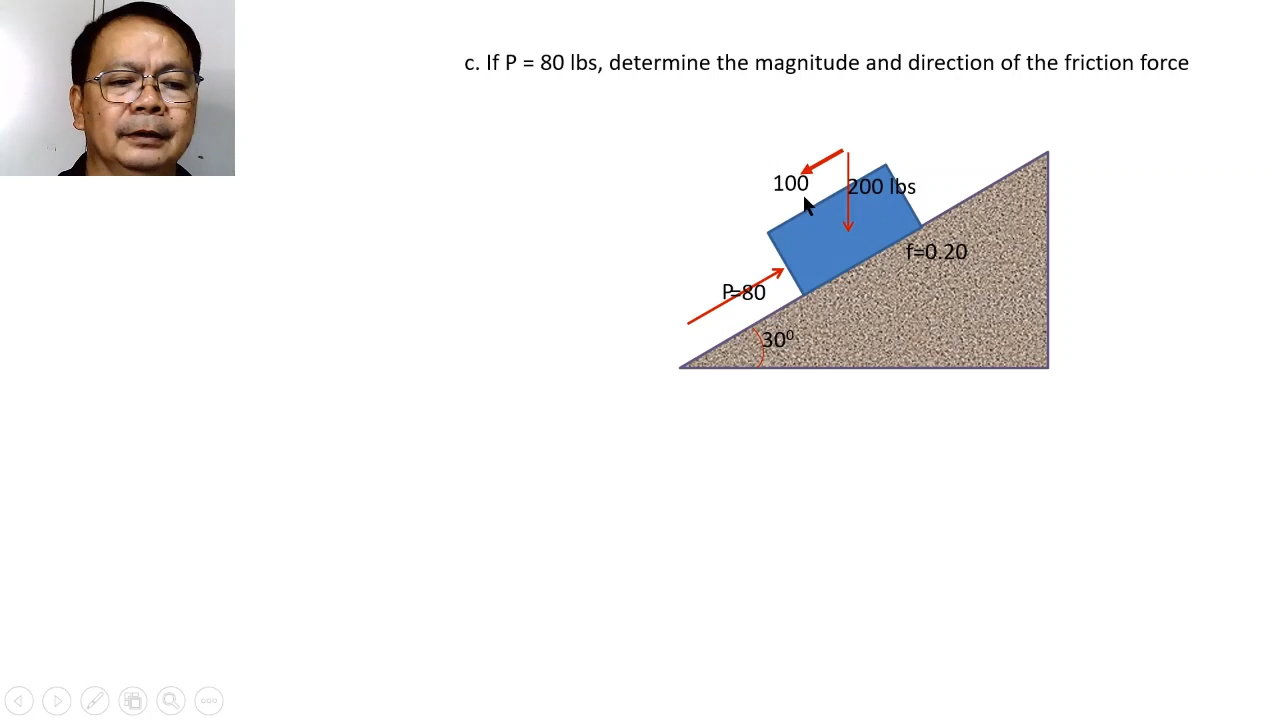 c. If P = 80 lbs, determine the magnitude and direction of the friction force
100
200 lbs
f=0.20
P=80
30⁰